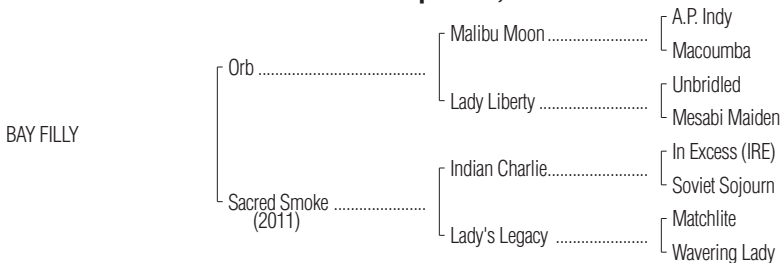 A.P. Indy
Malibu Moon
Macoumba
Orb
Unbridled
Lady Liberty
Mesabi Maiden
BAY FILLY
In Excess (IRE)
Indian Charlie
Soviet Sojourn
Sacred Smoke
(2011)
Matchlite
Lady's Legacy
Wavering Lady